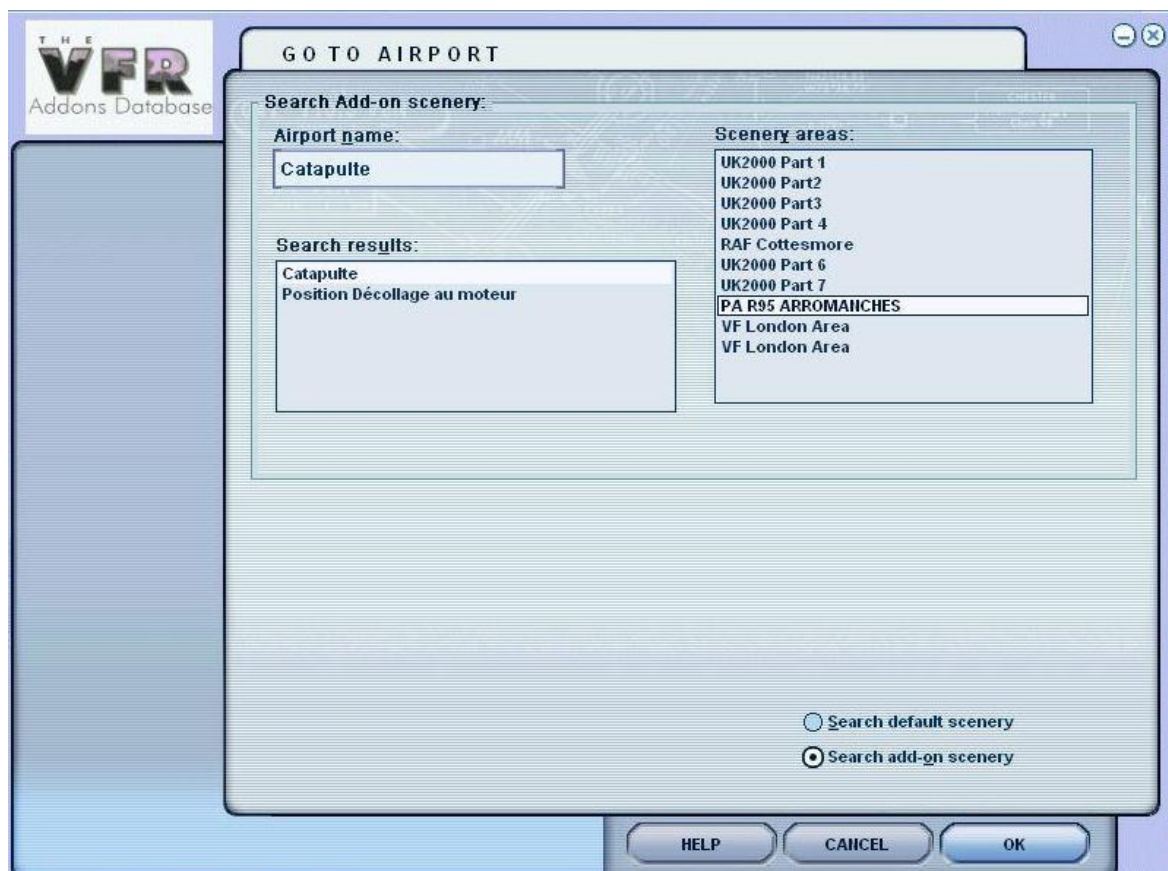 THE
VFR
Addons Database
GO TO AIRPORT
Search Add-on scenery:
Airport name:
Catapulte
Search results:
Catapulte
Position Décollage au moteur
Scenery areas:
UK2000 Part 1
UK2000 Part2
UK2000 Part3
UK2000 Part 4
RAF Cottesmore
UK2000 Part 6
UK2000 Part 7
PA R95 ARROMANCHES
VF London Area
VF London Area
Search default scenery
Search add-on scenery
HELP
CANCEL
OK